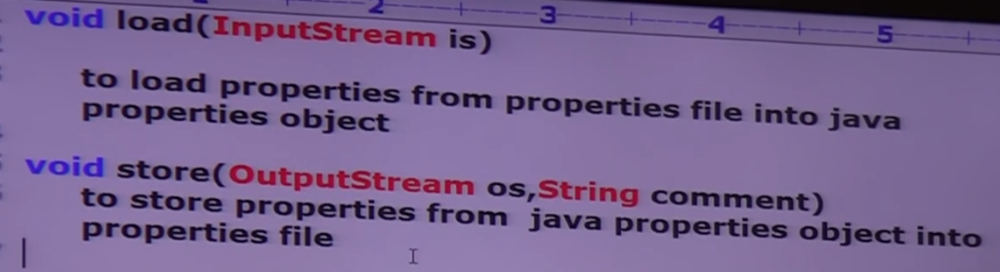 2 3 4 5
void load(InputStream is)
to load properties from properties file into java
properties object
void store(OutputStream os,String comment)
to store properties from java properties object into
properties file